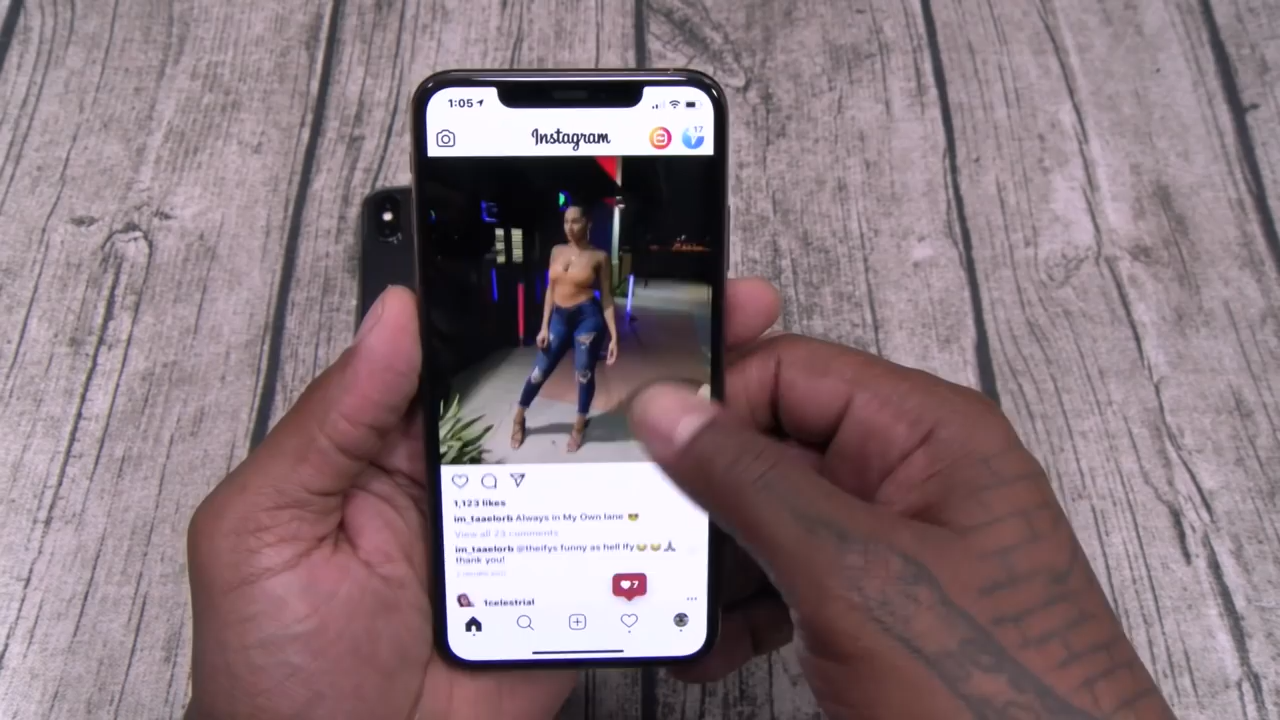 1:05
Instagram
17
1,123 likes
im_taaelorb Always in My Own lane 😎
View all 23 comments
im_taaelorb @theifys funny as hell Ify😂😂🙏🏾
thank you!
7
1celestrial